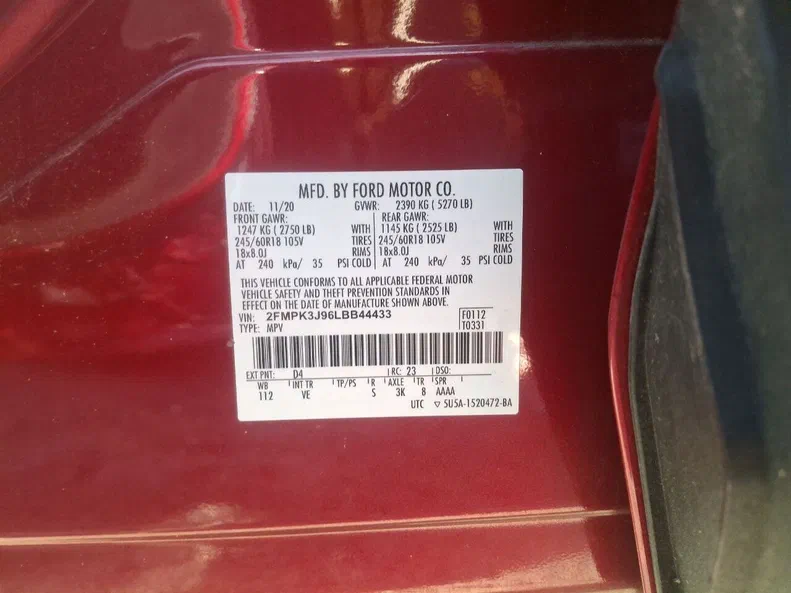 MFD. BY FORD MOTOR CO.
DATE: 11/20 GVWR: 2390 KG ( 5270 LB)
FRONT GAWR: REAR GAWR:
1247 KG ( 2750 LB) WITH 1145 KG ( 2525 LB) WITH
245/60R18 105V TIRES 245/60R18 105V TIRES
18x8.0J RIMS 18x8.0J RIMS
AT 240 kPa/ 35 PSI COLD AT 240 kPa/ 35 PSI COLD
THIS VEHICLE CONFORMS TO ALL APPLICABLE FEDERAL MOTOR
VEHICLE SAFETY AND THEFT PREVENTION STANDARDS IN
EFFECT ON THE DATE OF MANUFACTURE SHOWN ABOVE.
VIN: 2FMPK3J96LBB44433 F0112
TYPE: MPV T0331
EXT PNT: D4 RC: 23 DSO:
WB INT TR TP/PS R AXLE TR SPR
112 VE S 3K 8 AAAA
UTC ▽ 5U5A-1520472-BA